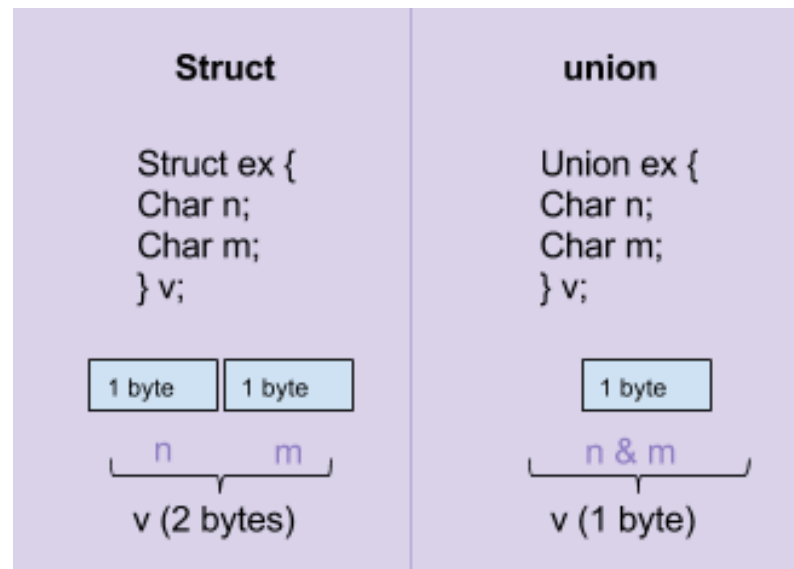 Struct
Struct ex {
Char n;
Char m;
} v;
1 byte
1 byte
n
m
v (2 bytes)
union
Union ex {
Char n;
Char m;
} v;
1 byte
n & m
v (1 byte)